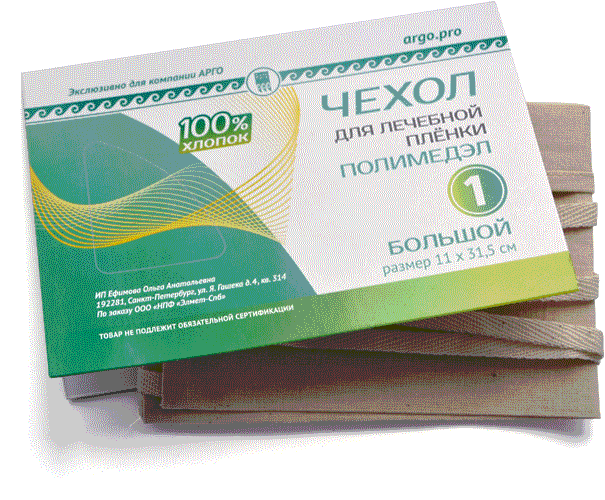 argo.pro
Эксклюзивно для компании АРГО
100%
ХЛОПОК
ЧЕХОЛ
ДЛЯ ЛЕЧЕБНОЙ
ПЛЁНКИ
ПОЛИМЕДЭЛ
1
БОЛЬШОЙ
размер 11 х 31,5 см
ИП Ефимова Ольга Анатольевна
192281, Санкт-Петербург, ул. Я. Гашека д.4, кв. 314
По заказу ООО «НПФ «Элмет-Спб»
ТОВАР НЕ ПОДЛЕЖИТ ОБЯЗАТЕЛЬНОЙ СЕРТИФИКАЦИИ